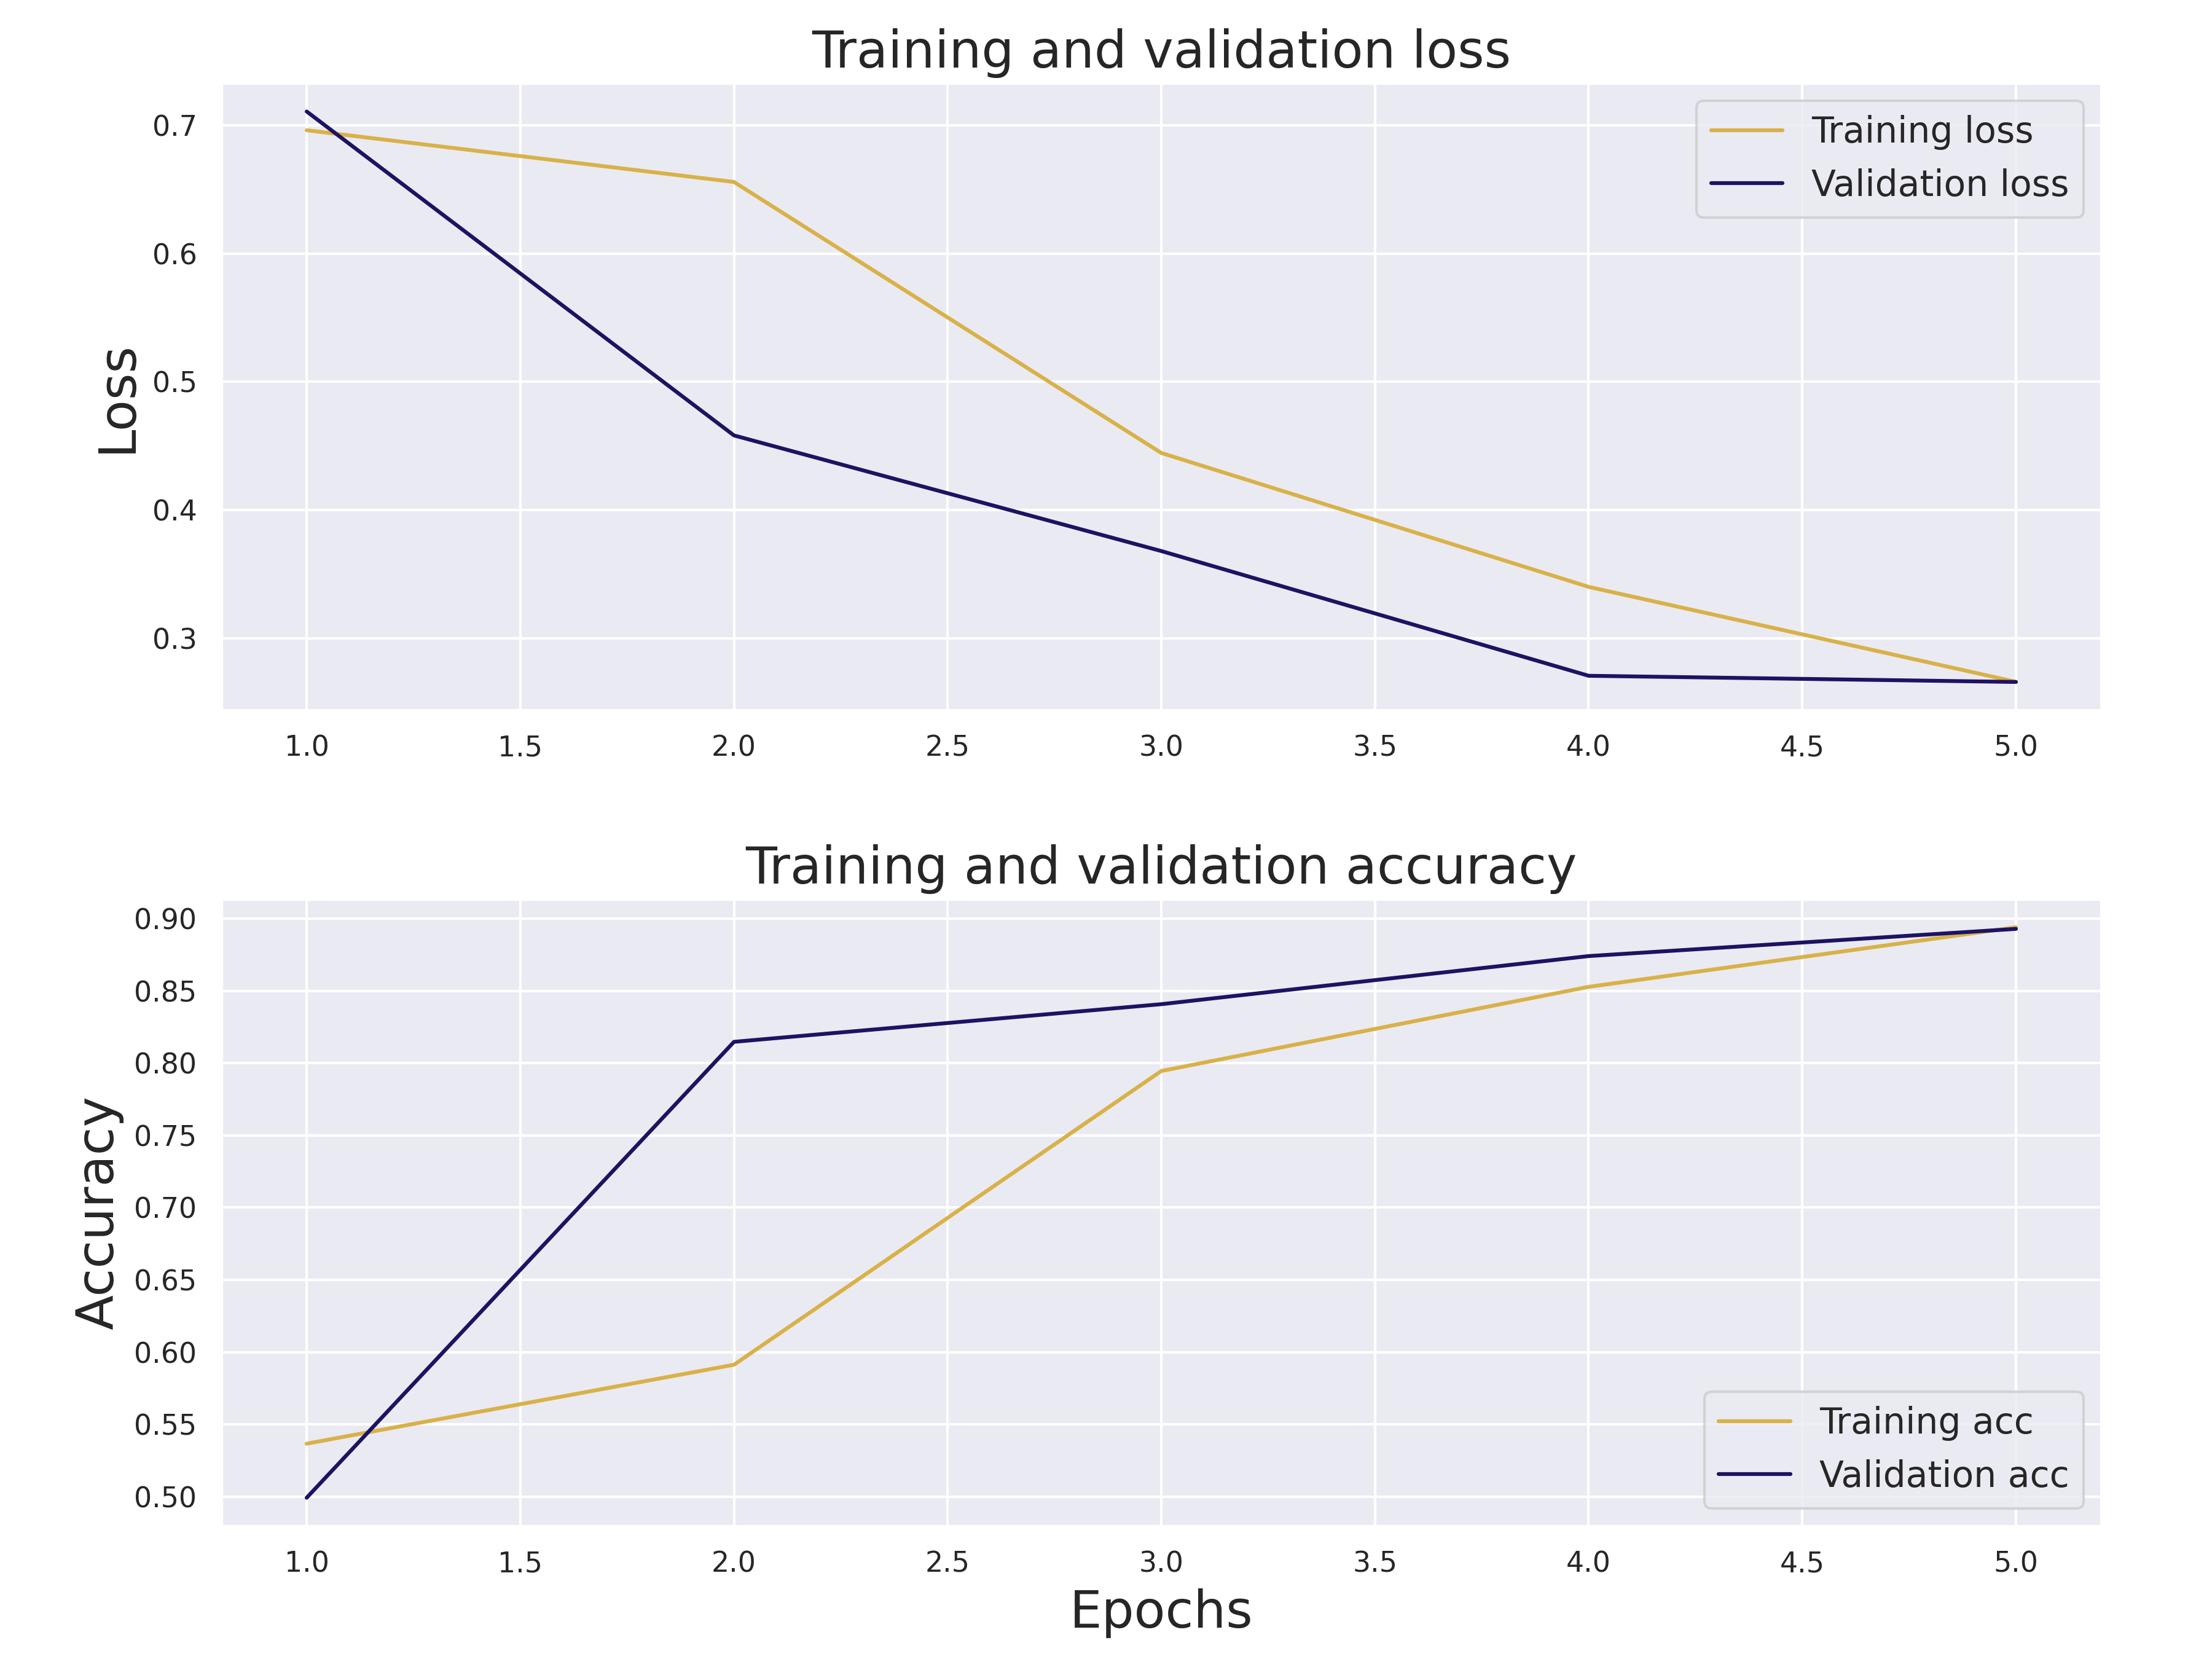 Training and validation loss
Loss
0.7
0.6
0.5
0.4
0.3
Training loss
Validation loss
1.0 1.5 2.0 2.5 3.0 3.5 4.0 4.5 5.0
Training and validation accuracy
Accuracy
0.90
0.85
0.80
0.75
0.70
0.65
0.60
0.55
0.50
Training acc
Validation acc
1.0 1.5 2.0 2.5 3.0 3.5 4.0 4.5 5.0
Epochs